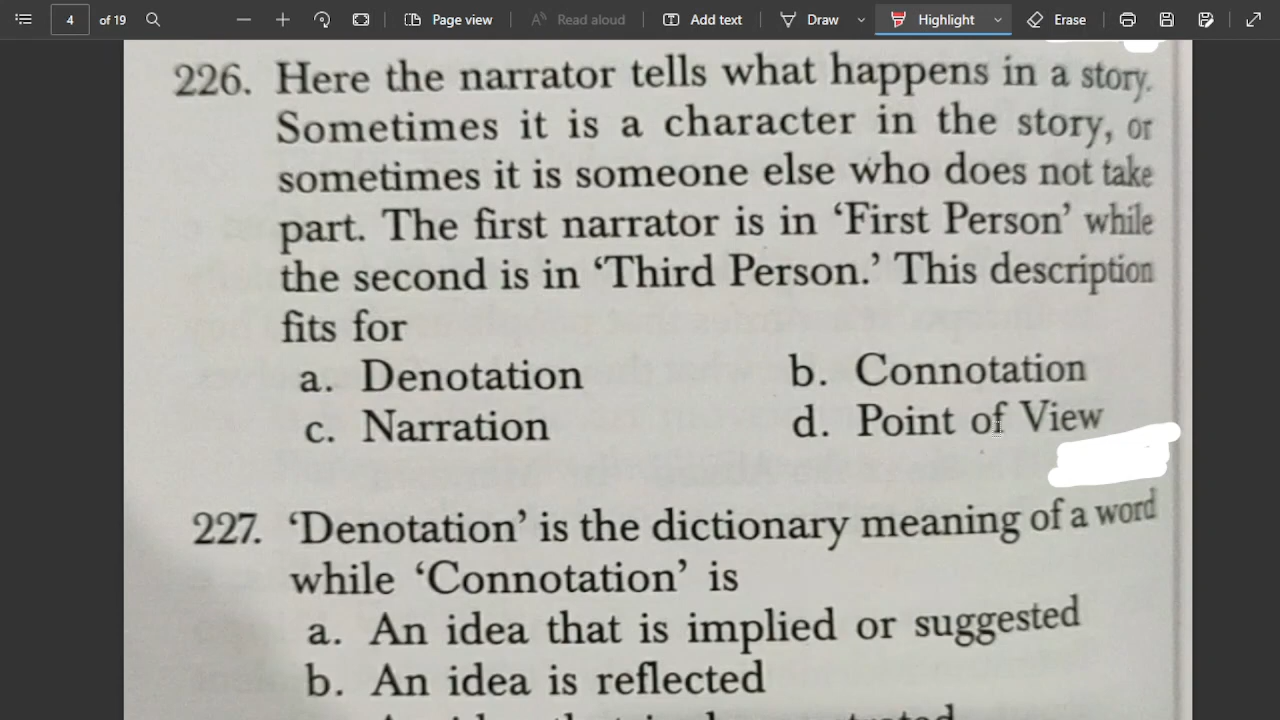 4 of 19 Page view Read aloud Add text Draw Highlight Erase
226. Here the narrator tells what happens in a story.
Sometimes it is a character in the story, or
sometimes it is someone else who does not take
part. The first narrator is in ‘First Person’ while
the second is in ‘Third Person.’ This description
fits for
a. Denotation b. Connotation
c. Narration d. Point of View
227. ‘Denotation’ is the dictionary meaning of a word
while ‘Connotation’ is
a. An idea that is implied or suggested
b. An idea is reflected